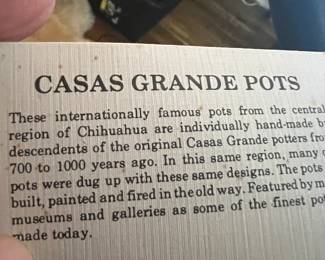 CASAS GRANDE POTS
These internationally famous pots from the central
region of Chihuahua are individually hand-made
descendents of the original Casas Grande potters
700 to 1000 years ago. In this same region, many
pots were dug up with these same designs. The pots
built, painted and fired in the old way. Featured by
museums and galleries as some of the finest
made today.